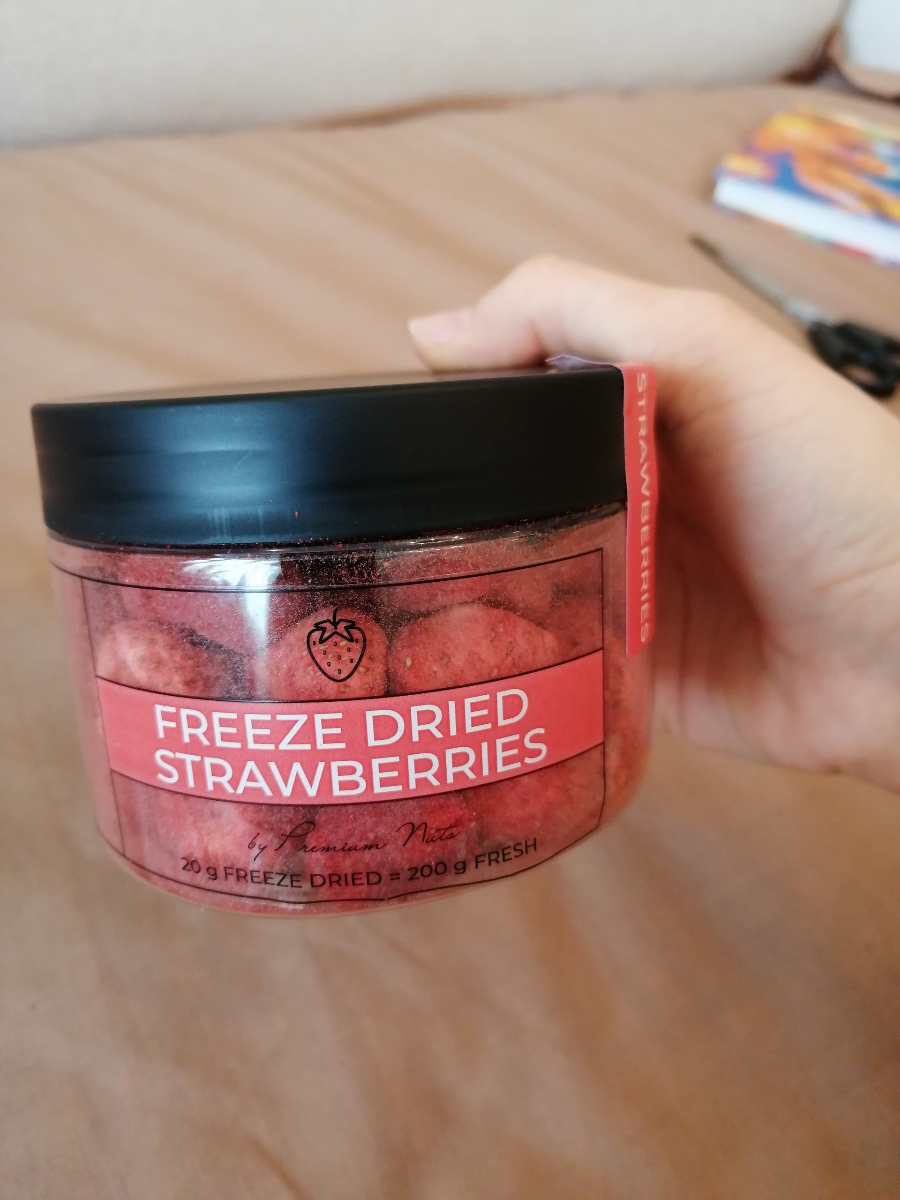 FREEZE DRIED
STRAWBERRIES
by Premium Nuts
20 g FREEZE DRIED = 200 g FRESH
STRAWBERRIES